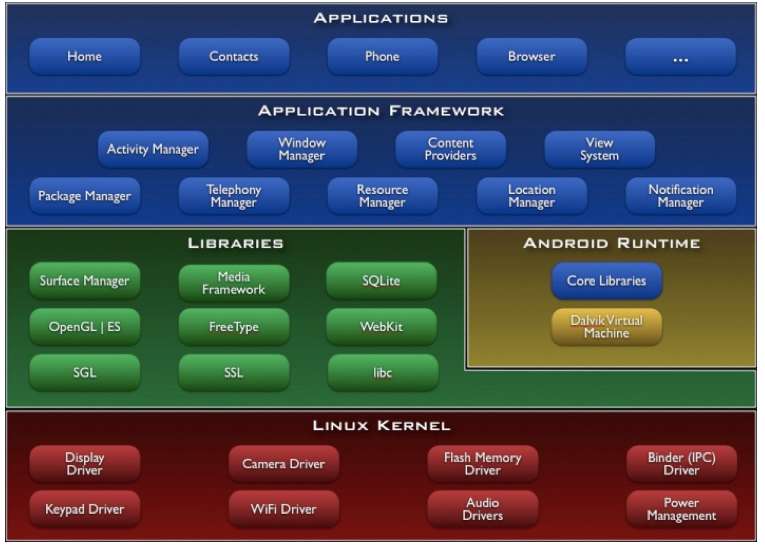 APPLICATIONS
Home
Contacts
Phone
Browser
...
APPLICATION FRAMEWORK
Activity Manager
Window
Manager
Content
Providers
View
System
Package Manager
Telephony
Manager
Resource
Manager
Location
Manager
Notification
Manager
LIBRARIES
Surface Manager
Media
Framework
SQLite
OpenGL | ES
FreeType
WebKit
SGL
SSL
libc
ANDROID RUNTIME
Core Libraries
Dalvik Virtual
Machine
LINUX KERNEL
Display
Driver
Camera Driver
Flash Memory
Driver
Binder (IPC)
Driver
Keypad Driver
WiFi Driver
Audio
Drivers
Power
Management